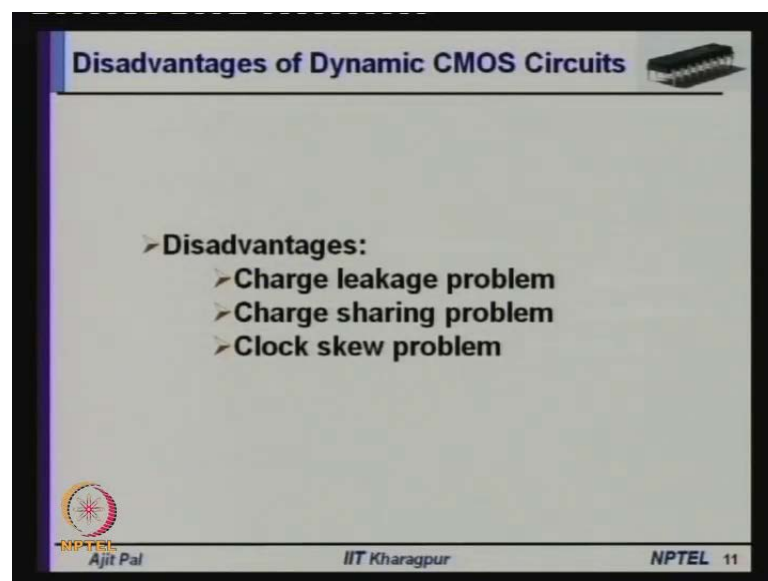 Disadvantages of Dynamic CMOS Circuits
➢Disadvantages:
➢Charge leakage problem
➢Charge sharing problem
➢Clock skew problem
NPTEL
Ajit Pal IIT Kharagpur NPTEL 11